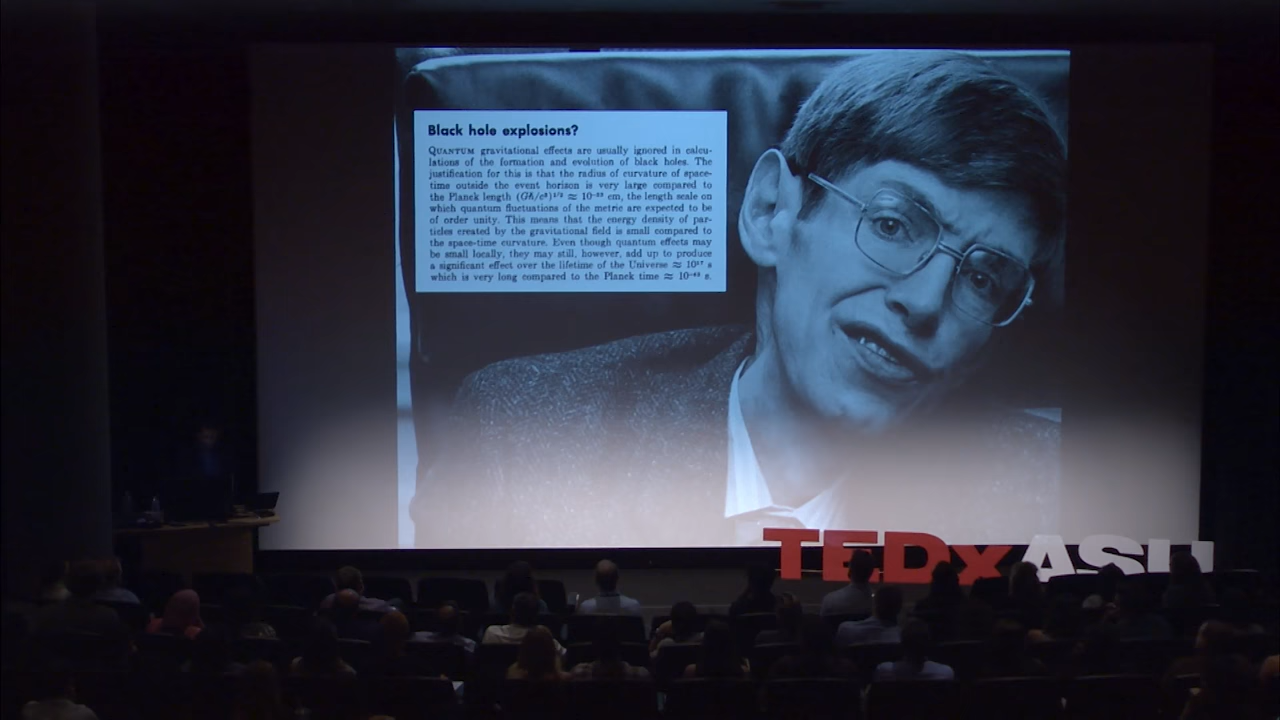 Black hole explosions?
QUANTUM gravitational effects are usually ignored in calcu-
lations of the formation and evolution of black holes. The
justification for this is that the radius of curvature of space-
time outside the event horison is very large compared to
the Planck length (Għ/c³)¹/² ≈ 10⁻³³ cm, the length scale on
which quantum fluctuations of the metric are expected to be
of order unity. This means that the energy density of par-
ticles created by the gravitational field is small compared to
the space-time curvature. Even though quantum effects may
be small locally, they may still, however, add up to produce
a significant effect over the lifetime of the Universe ≈ 10¹⁷ s
which is very long compared to the Planck time ≈ 10⁻⁴³ s.
TEDxASU